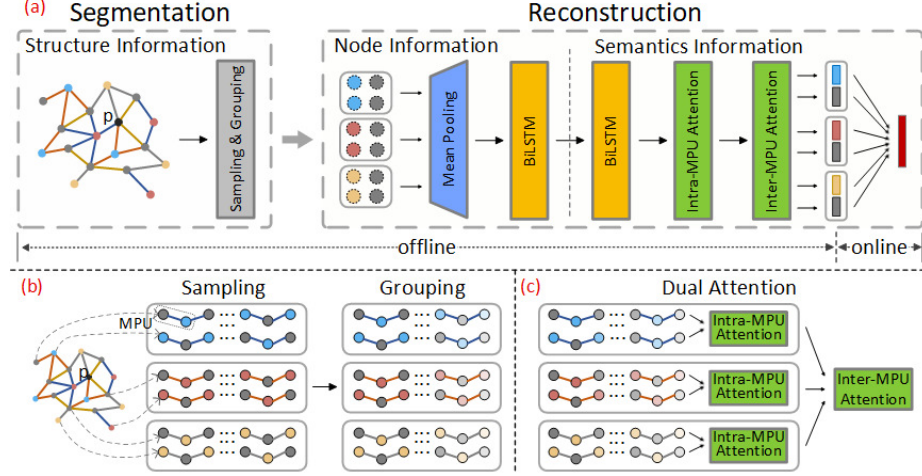 (a)
Segmentation
Reconstruction
Structure Information
p
Sampling & Grouping
Node Information
Mean Pooling
BiLSTM
Semantics Information
BiLSTM
Intra-MPU Attention
Inter-MPU Attention
offline
online
(b)
Sampling
Grouping
MPU
p
(c)
Dual Attention
Intra-MPU
Attention
Intra-MPU
Attention
Intra-MPU
Attention
Inter-MPU
Attention